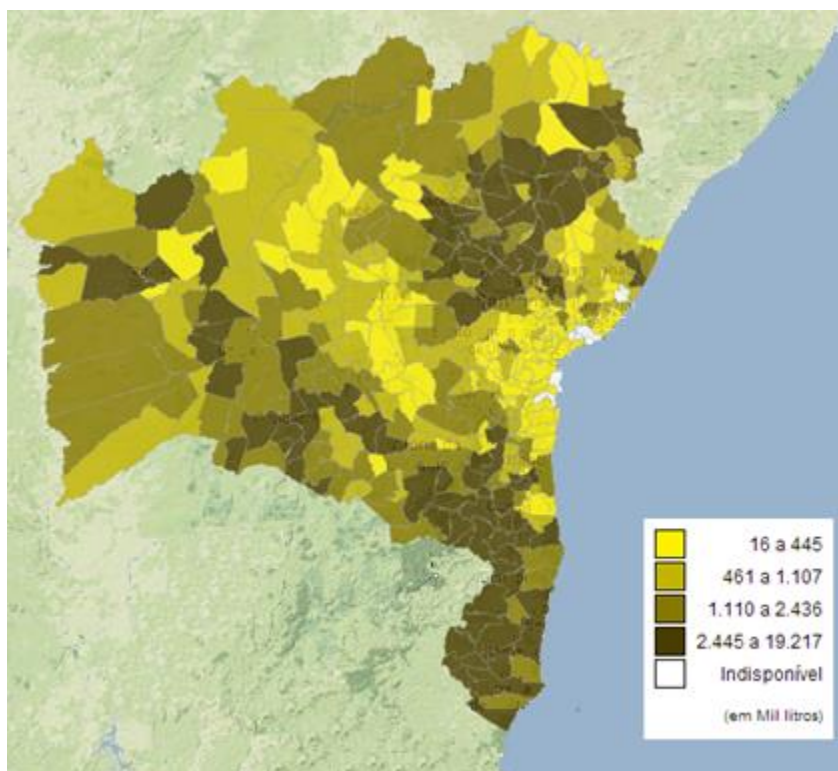 16 a 445
461 a 1.107
1.110 a 2.436
2.445 a 19.217
Indisponível
(em Mil litros)